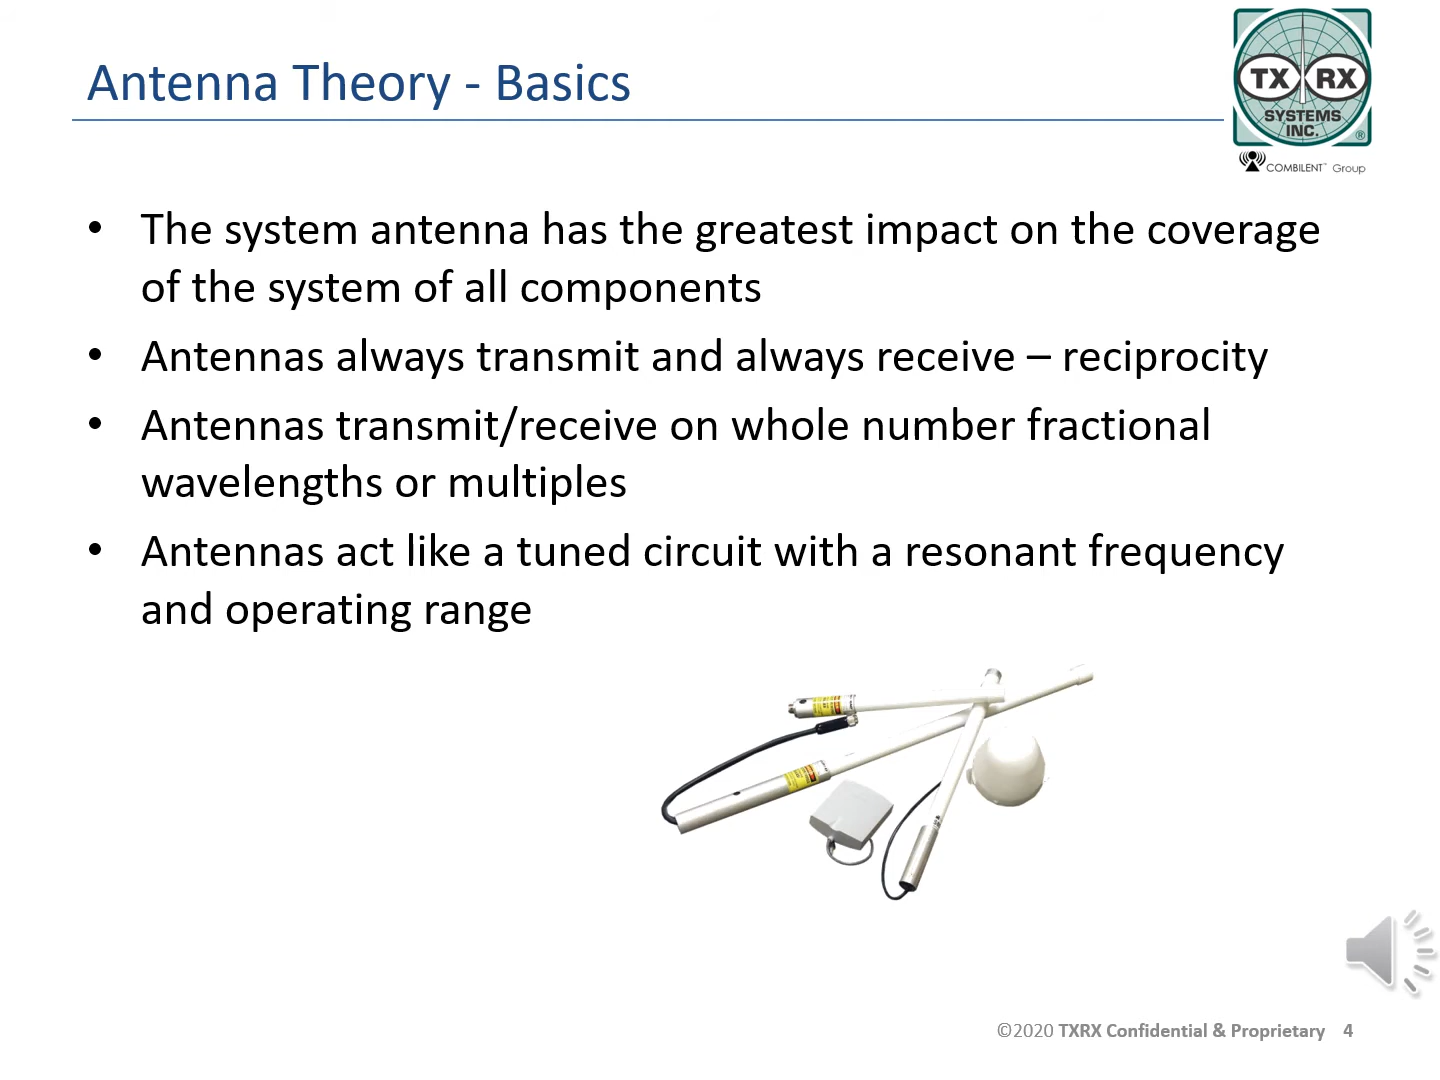 Antenna Theory - Basics
TX RX
SYSTEMS
INC.
®
COMBILENT™ Group
• The system antenna has the greatest impact on the coverage
of the system of all components
• Antennas always transmit and always receive – reciprocity
• Antennas transmit/receive on whole number fractional
wavelengths or multiples
• Antennas act like a tuned circuit with a resonant frequency
and operating range
©2020 TXRX Confidential & Proprietary 4